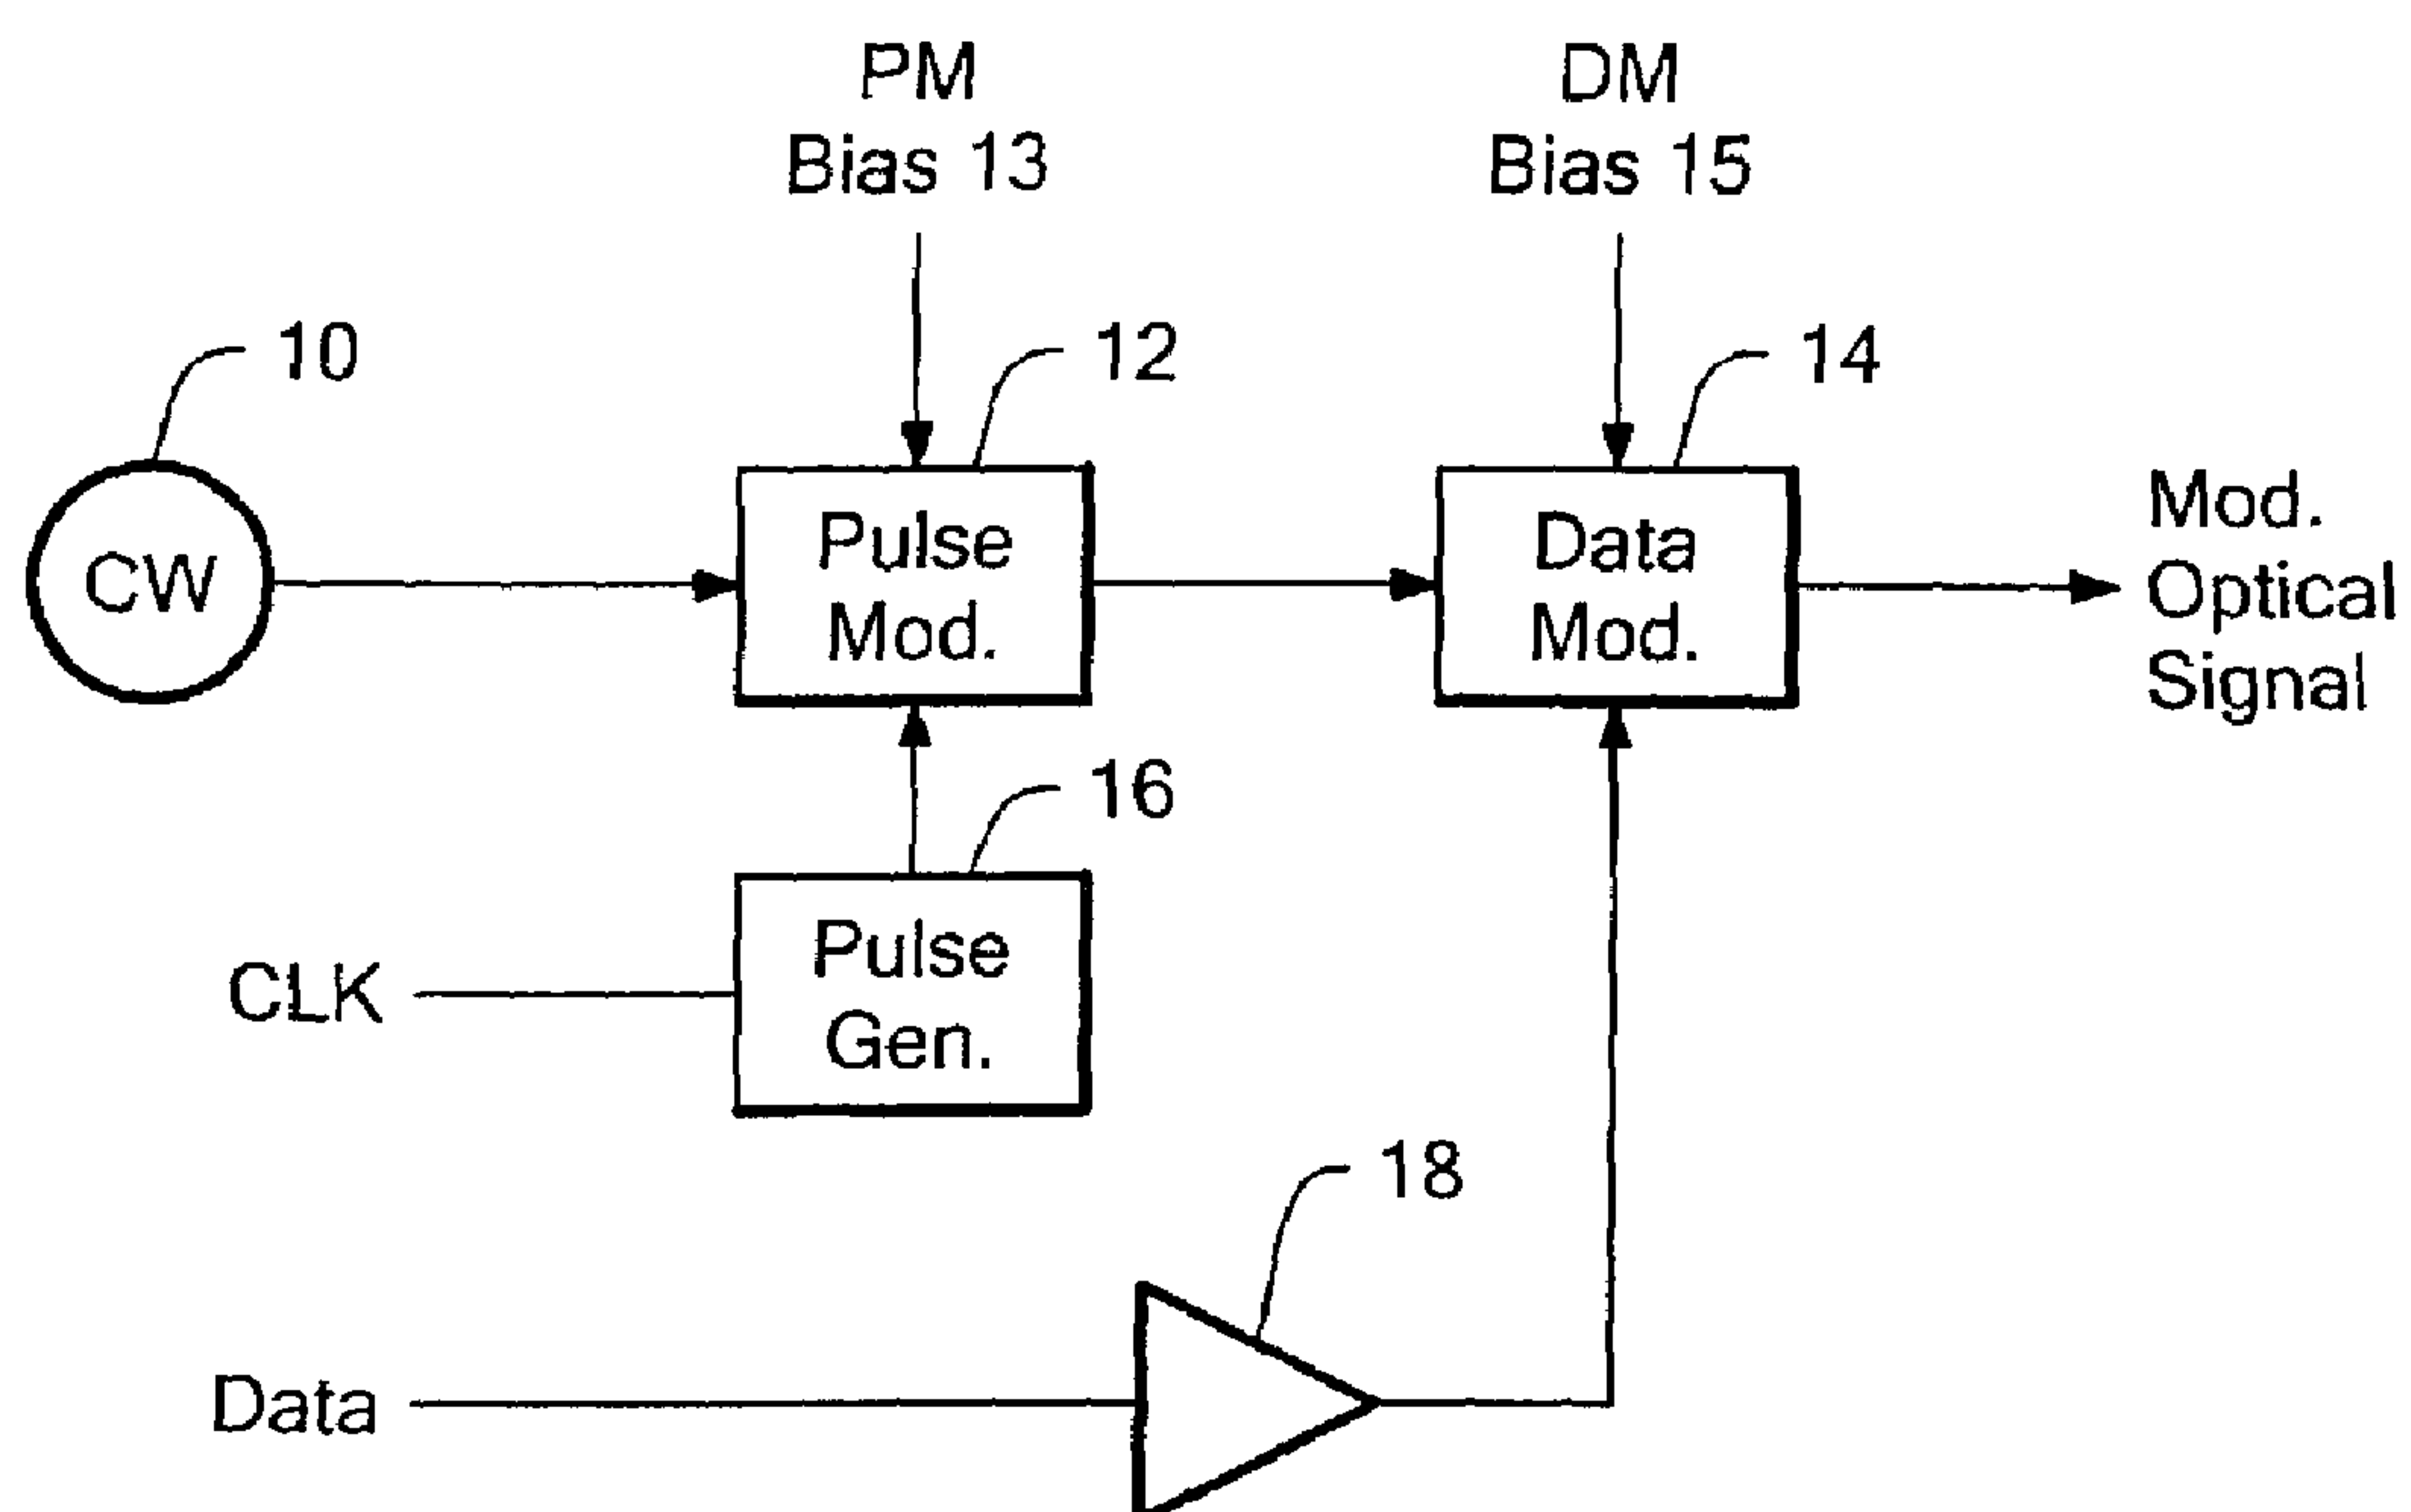 PM
Bias 13
DM
Bias 15
10
12
14
CW
Pulse
Mod.
Data
Mod.
Mod.
Optical
Signal
16
CLK
Pulse
Gen.
18
Data